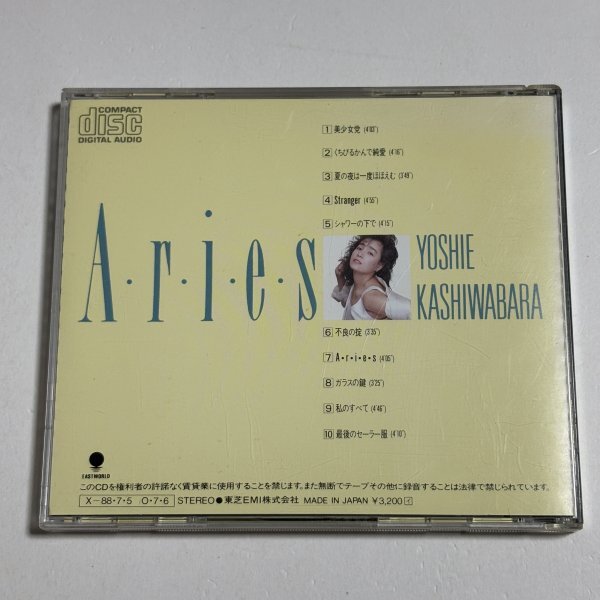 COMPACT
disc
DIGITAL AUDIO
1 美少女党 (4'03")
2 くちびるかんで純愛 (4'16")
3 夏の夜は一度ほほえむ (3'49")
4 Stranger (4'55")
5 シャワーの下で (4'15")
A・r・i・e・s
YOSHIE
KASHIWABARA
6 不良の掟 (3'35")
7 A・r・i・e・s (4'05")
8 ガラスの鍵 (3'25")
9 私のすべて (4'46")
10 最後のセーラー服 (4'10")
EASTWORLD
このCDを権利者の許諾なく賃貸業に使用することを禁じます。また無断でテープその他に録音することは法律で禁じられています。
X-88・7・5 O・7・6 STEREO ● 東芝EMI株式会社 MADE IN JAPAN ¥3,200